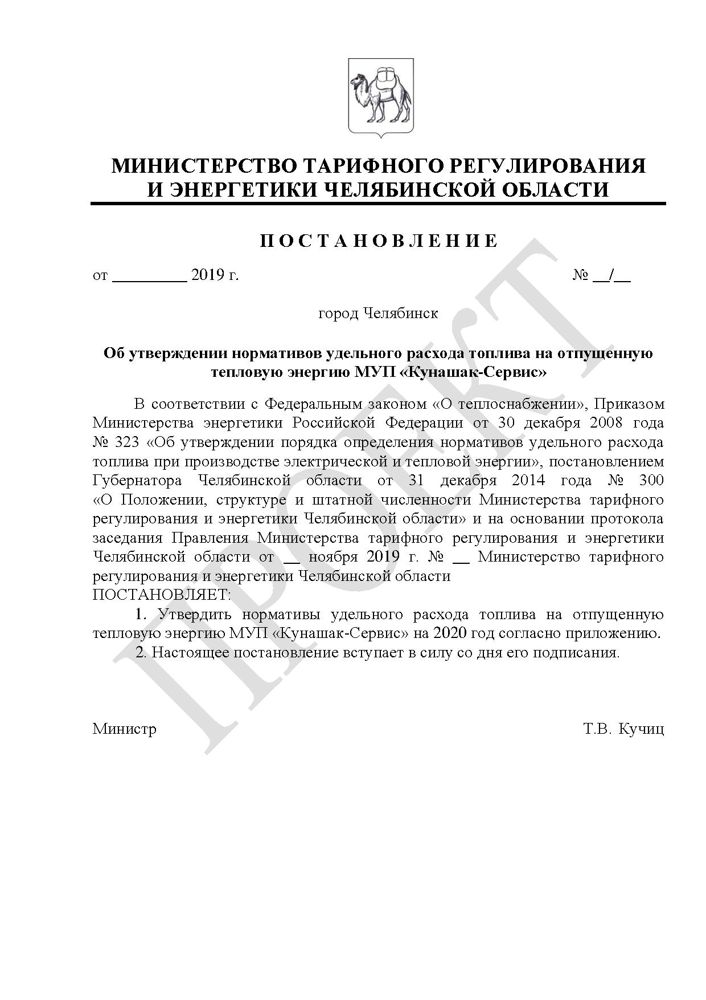 МИНИСТЕРСТВО ТАРИФНОГО РЕГУЛИРОВАНИЯ
И ЭНЕРГЕТИКИ ЧЕЛЯБИНСКОЙ ОБЛАСТИ
П О С Т А Н О В Л Е Н И Е
от _________ 2019 г. № __/__
город Челябинск
Об утверждении нормативов удельного расхода топлива на отпущенную
тепловую энергию МУП «Кунашак-Сервис»
В соответствии с Федеральным законом «О теплоснабжении», Приказом
Министерства энергетики Российской Федерации от 30 декабря 2008 года
№ 323 «Об утверждении порядка определения нормативов удельного расхода
топлива при производстве электрической и тепловой энергии», постановлением
Губернатора Челябинской области от 31 декабря 2014 года № 300
«О Положении, структуре и штатной численности Министерства тарифного
регулирования и энергетики Челябинской области» и на основании протокола
заседания Правления Министерства тарифного регулирования и энергетики
Челябинской области от __ ноября 2019 г. № __ Министерство тарифного
регулирования и энергетики Челябинской области
ПОСТАНОВЛЯЕТ:
1. Утвердить нормативы удельного расхода топлива на отпущенную
тепловую энергию МУП «Кунашак-Сервис» на 2020 год согласно приложению.
2. Настоящее постановление вступает в силу со дня его подписания.
Министр Т.В. Кучиц
ПРОЕКТ